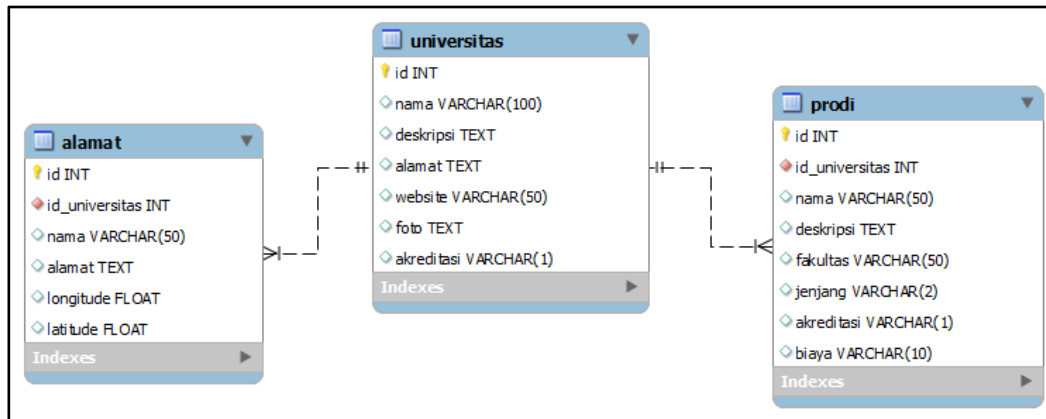 alamat
id INT
id_universitas INT
nama VARCHAR(50)
alamat TEXT
longitude FLOAT
latitude FLOAT
Indexes
universitas
id INT
nama VARCHAR(100)
deskripsi TEXT
alamat TEXT
website VARCHAR(50)
foto TEXT
akreditasi VARCHAR(1)
Indexes
prodi
id INT
id_universitas INT
nama VARCHAR(50)
deskripsi TEXT
fakultas VARCHAR(50)
jenjang VARCHAR(2)
akreditasi VARCHAR(1)
biaya VARCHAR(10)
Indexes